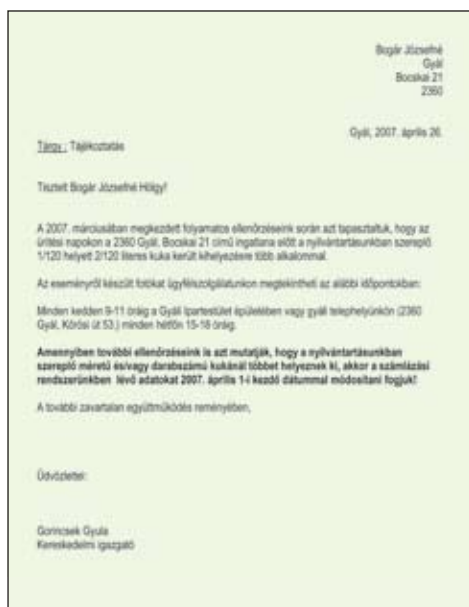 Bogár Józsefné
Gyál
Bocskai 21
2360
Gyál, 2007. április 26.
Tárgy : Tájékoztatás
Tisztelt Bogár Józsefné Hölgy!
A 2007. márciusában megkezdett folyamatos ellenőrzéseink során azt tapasztaltuk, hogy az
ürítési napokon a 2360 Gyál, Bocskai 21 című ingatlana előtt a nyilvántartásunkban szereplő
1/120 helyett 2/120 literes kuka került kihelyezésre több alkalommal.
Az eseményről készült fotókat ügyfélszolgálatunkon megtekintheti az alábbi időpontokban:
Minden kedden 9-11 óráig a Gyáli Ipartestület épületében vagy gyáli telephelyünkön (2360
Gyál, Kőrösi út 53.) minden hétfőn 15-18 óráig.
Amennyiben további ellenőrzéseink is azt mutatják, hogy a nyilvántartásunkban
szereplő méretű és/vagy darabszámú kukánál többet helyeznek ki, akkor a számlázási
rendszerünkben lévő adatokat 2007. április 1-i kezdő dátummal módosítani fogjuk!
A további zavartalan együttműködés reményében,
Üdvözlettel:
Gorincsek Gyula
Kereskedelmi igazgató